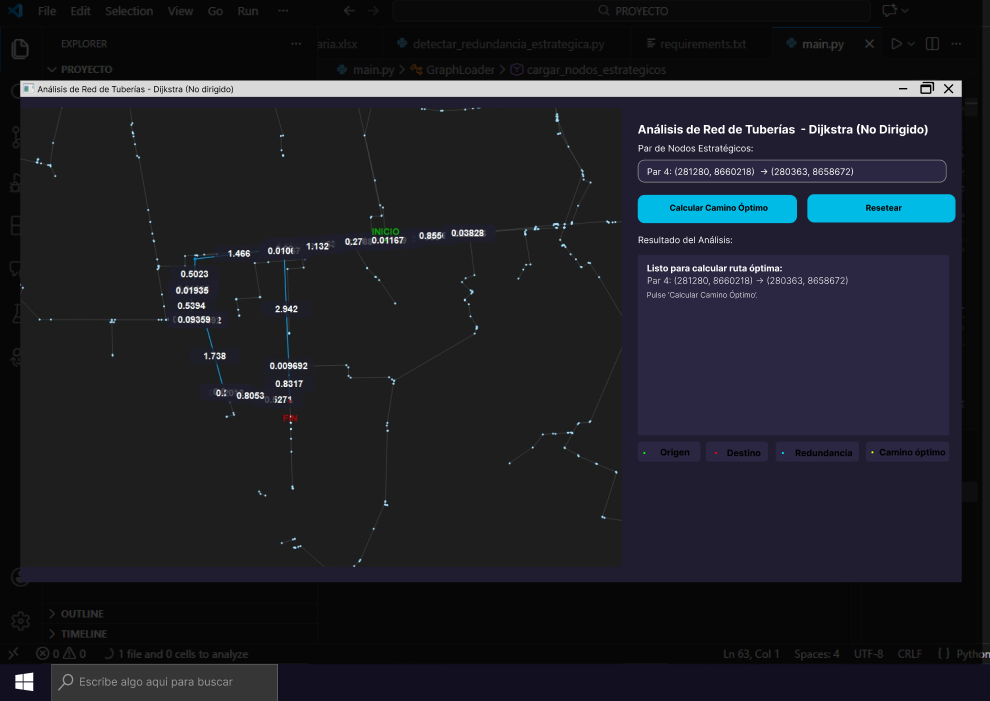 File Edit Selection View Go Run ··· PROYECTO
EXPLORER ··· aria.xlsx detectar_redundancia_estrategica.py requirements.txt main.py
PROYECTO main.py > GraphLoader > cargar_nodos_estrategicos
Análisis de Red de Tuberías - Dijkstra (No dirigido)
Análisis de Red de Tuberías - Dijkstra (No Dirigido)
Par de Nodos Estratégicos:
Par 4: (281280, 8660218) → (280363, 8658672)
Calcular Camino Óptimo Resetear
Resultado del Análisis:
Listo para calcular ruta óptima:
Par 4: (281280, 8660218) → (280363, 8658672)
Pulse 'Calcular Camino Óptimo'.
Origen Destino Redundancia Camino óptimo
INICIO
1.466 1.132 0.01167 0.03828
0.5023
0.01935
0.5394
0.09359
2.942
1.738
0.009692
0.8317
0.8053
FIN
OUTLINE
TIMELINE
0 0 1 file and 0 cells to analyze Ln 63, Col 1 Spaces: 4 UTF-8 CRLF { } Python
Escribe algo aqui para buscar